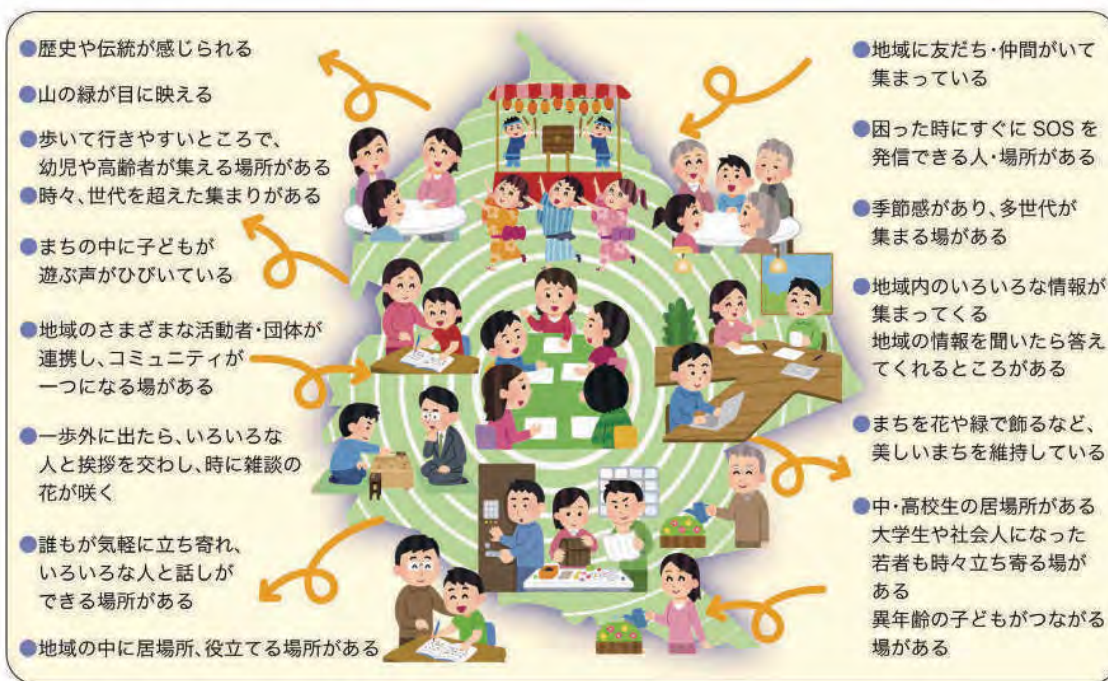 ●歴史や伝統が感じられる
●山の緑が目に映える
●歩いて行きやすいところで、
幼児や高齢者が集える場所がある
●時々、世代を超えた集まりがある
●まちの中に子どもが
遊ぶ声がひびいている
●地域のさまざまな活動者・団体が
連携し、コミュニティが
一つになる場がある
●一歩外に出たら、いろいろな
人と挨拶を交わし、時に雑談の
花が咲く
●誰もが気軽に立ち寄れ、
いろいろな人と話しが
できる場所がある
●地域の中に居場所、役立てる場所がある
●地域に友だち・仲間がいて
集まっている
●困った時にすぐに SOS を
発信できる人・場所がある
●季節感があり、多世代が
集まる場がある
●地域内のいろいろな情報が
集まってくる
地域の情報を聞いたら答え
てくれるところがある
●まちを花や緑で飾るなど、
美しいまちを維持している
●中・高校生の居場所がある
大学生や社会人になった
若者も時々立ち寄る場が
ある
異年齢の子どもがつながる
場がある